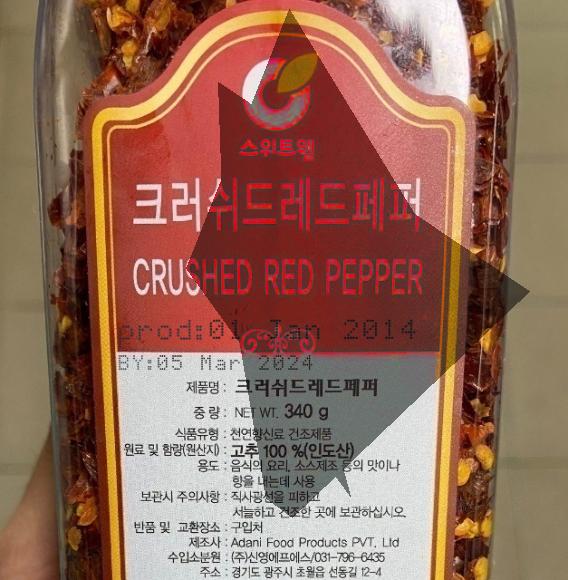 스위트웰
크러쉬드레드페퍼
CRUSHED RED PEPPER
prod:01 Jan 2014
BY:05 Mar 2024
제품명 : 크러쉬드레드페퍼
중 량 : NET WT. 340 g
식품유형 : 천연향신료 건조제품
원료 및 함량(원산지) : 고추 100 %(인도산)
용도 : 음식의 요리, 소스제조 등의 맛이나
향을 내는데 사용
보관시 주의사항 : 직사광선을 피하고
서늘하고 건조한 곳에 보관하십시오.
반품 및 교환장소 : 구입처
제조사 : Adani Food Products PVT. Ltd
수입소분원 : (주)신영에프에스/031-796-6435
주소 : 경기도 광주시 초월읍 선동길 12-4